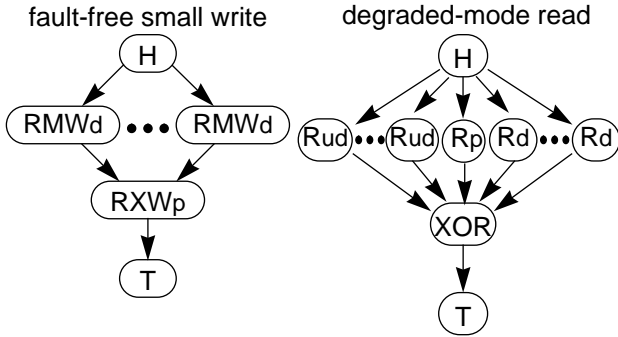 fault-free small write
H
RMWd ••• RMWd
RXWp
T
degraded-mode read
H
Rud ••• Rud Rp Rd ••• Rd
XOR
T